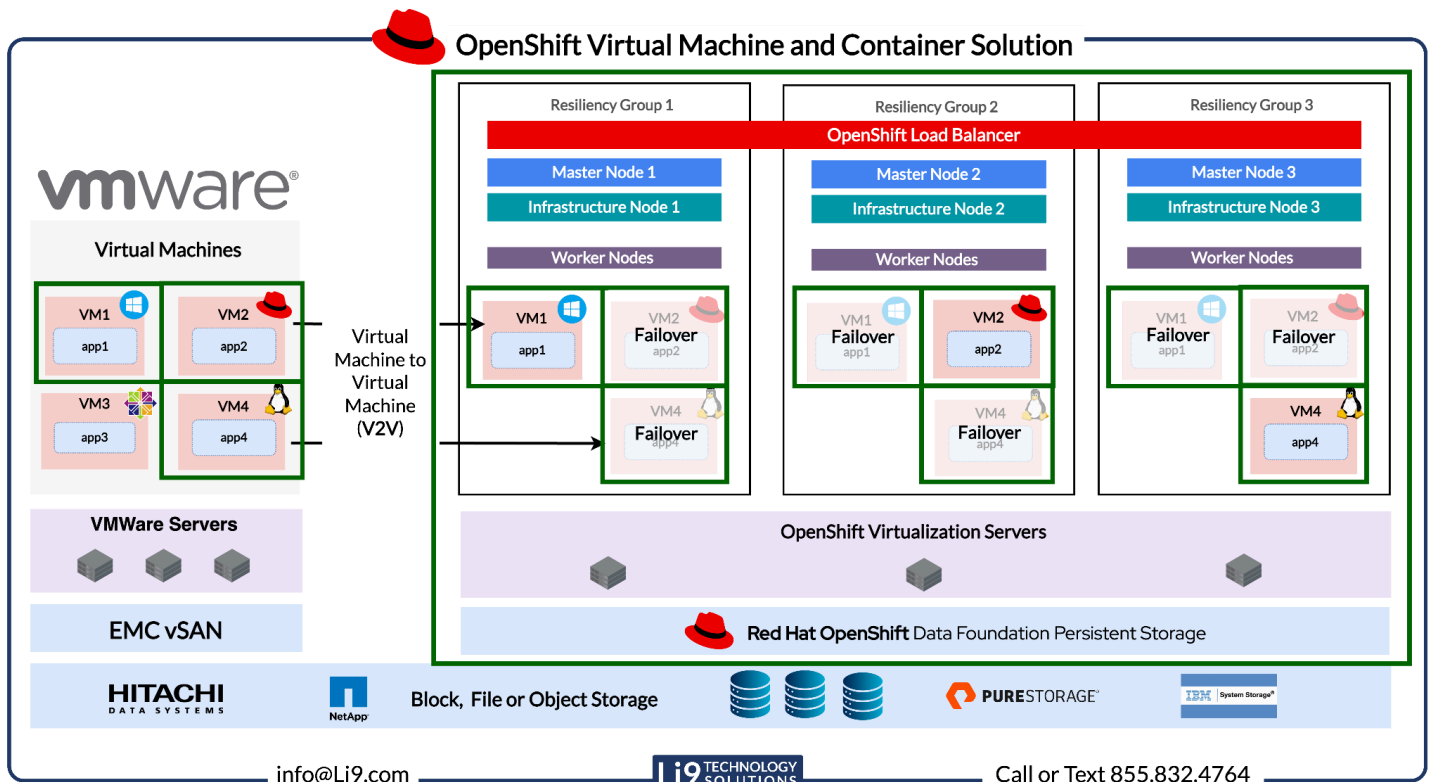 OpenShift Virtual Machine and Container Solution
vmware®
Virtual Machines
VM1
app1
VM2
app2
VM3
app3
VM4
app4
VMWare Servers
EMC vSAN
Virtual
Machine to
Virtual
Machine
(V2V)
Resiliency Group 1
Resiliency Group 2
Resiliency Group 3
OpenShift Load Balancer
Master Node 1
Infrastructure Node 1
Worker Nodes
VM1
app1
VM2
Failover
app2
VM4
Failover
app4
Master Node 2
Infrastructure Node 2
Worker Nodes
VM1
Failover
app1
VM2
app2
VM4
Failover
app4
Master Node 3
Infrastructure Node 3
Worker Nodes
VM1
Failover
app1
VM2
Failover
app2
VM4
app4
OpenShift Virtualization Servers
Red Hat OpenShift Data Foundation Persistent Storage
HITACHI
DATA SYSTEMS
NetApp
Block, File or Object Storage
PURESTORAGE
IBM System Storage®
info@Li9.com
Li9 TECHNOLOGY
SOLUTIONS
Call or Text 855.832.4764